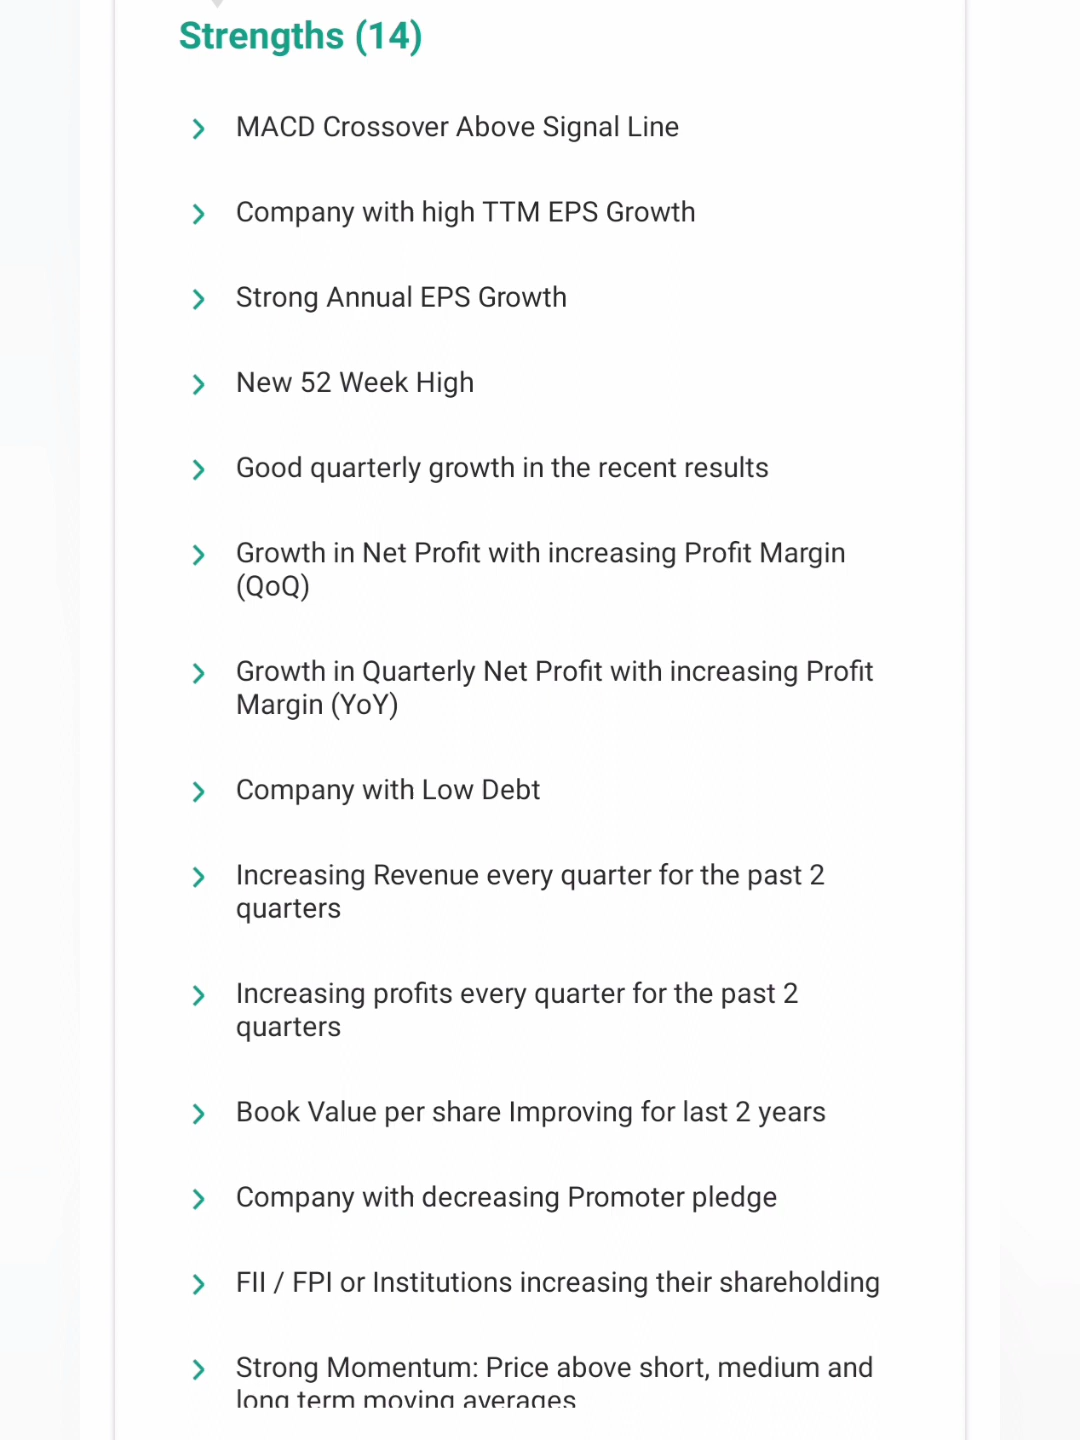 Strengths (14)
MACD Crossover Above Signal Line
Company with high TTM EPS Growth
Strong Annual EPS Growth
New 52 Week High
Good quarterly growth in the recent results
Growth in Net Profit with increasing Profit Margin
(QoQ)
Growth in Quarterly Net Profit with increasing Profit
Margin (YoY)
Company with Low Debt
Increasing Revenue every quarter for the past 2
quarters
Increasing profits every quarter for the past 2
quarters
Book Value per share Improving for last 2 years
Company with decreasing Promoter pledge
FII / FPI or Institutions increasing their shareholding
Strong Momentum: Price above short, medium and
long term moving averages